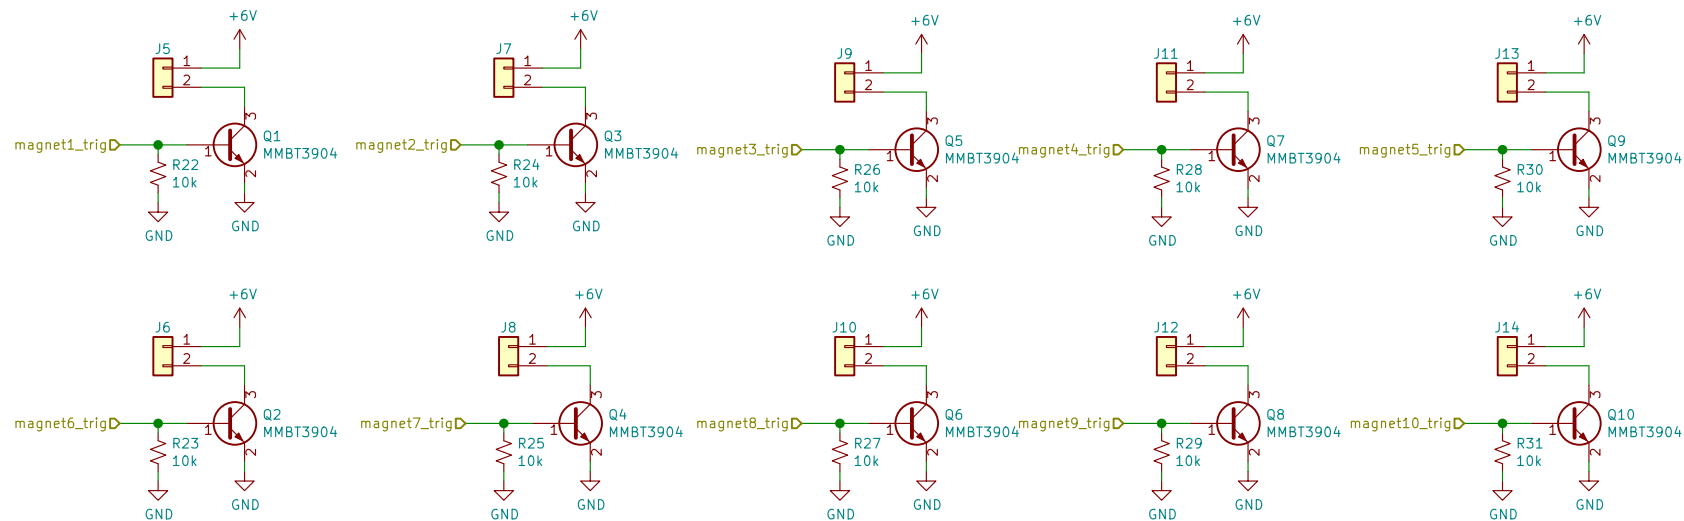 +6V
J5
1
2
3
magnet1_trig
1
Q1
MMBT3904
R22
10k
2
GND
GND
+6V
J7
1
2
3
magnet2_trig
1
Q3
MMBT3904
R24
10k
2
GND
GND
+6V
J9
1
2
3
magnet3_trig
1
Q5
MMBT3904
R26
10k
2
GND
GND
+6V
J11
1
2
3
magnet4_trig
1
Q7
MMBT3904
R28
10k
2
GND
GND
+6V
J13
1
2
3
magnet5_trig
1
Q9
MMBT3904
R30
10k
2
GND
GND
+6V
J6
1
2
3
magnet6_trig
1
Q2
MMBT3904
R23
10k
2
GND
GND
+6V
J8
1
2
3
magnet7_trig
1
Q4
MMBT3904
R25
10k
2
GND
GND
+6V
J10
1
2
3
magnet8_trig
1
Q6
MMBT3904
R27
10k
2
GND
GND
+6V
J12
1
2
3
magnet9_trig
1
Q8
MMBT3904
R29
10k
2
GND
GND
+6V
J14
1
2
3
magnet10_trig
1
Q10
MMBT3904
R31
10k
2
GND
GND